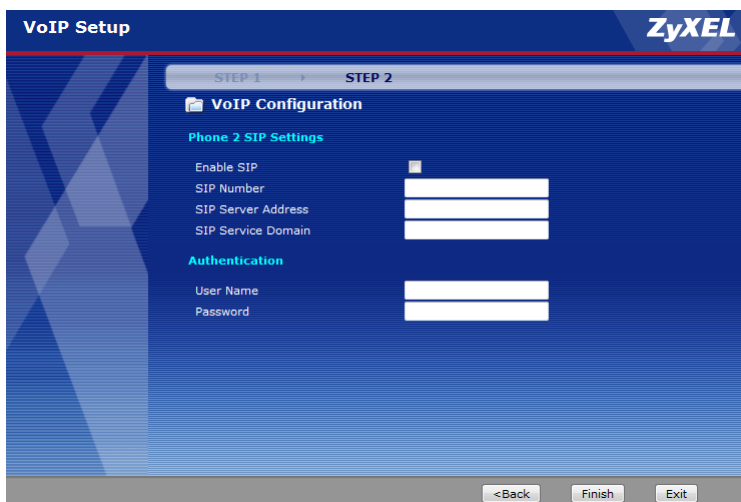 VoIP Setup
ZyXEL
STEP 1 STEP 2
VoIP Configuration
Phone 2 SIP Settings
Enable SIP
SIP Number
SIP Server Address
SIP Service Domain
Authentication
User Name
Password
<Back Finish Exit